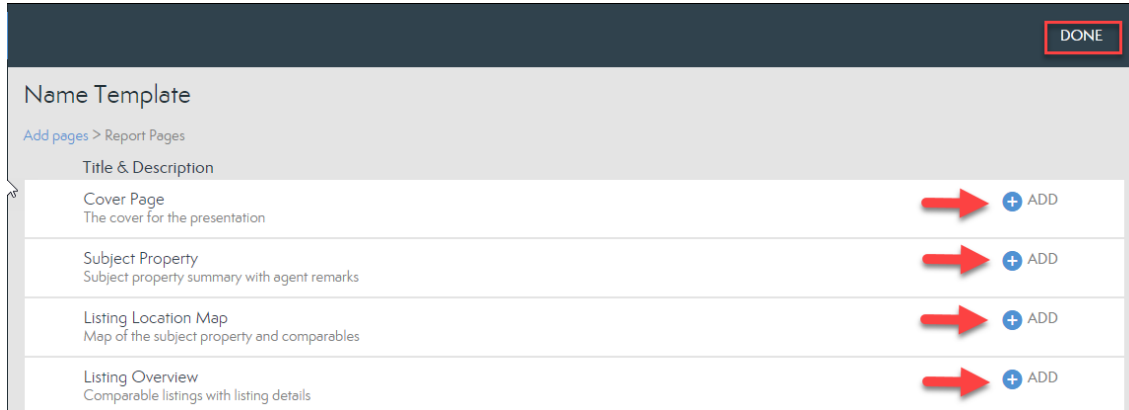 DONE
Name Template
Add pages > Report Pages
Title & Description
Cover Page
The cover for the presentation
ADD
Subject Property
Subject property summary with agent remarks
ADD
Listing Location Map
Map of the subject property and comparables
ADD
Listing Overview
Comparable listings with listing details
ADD